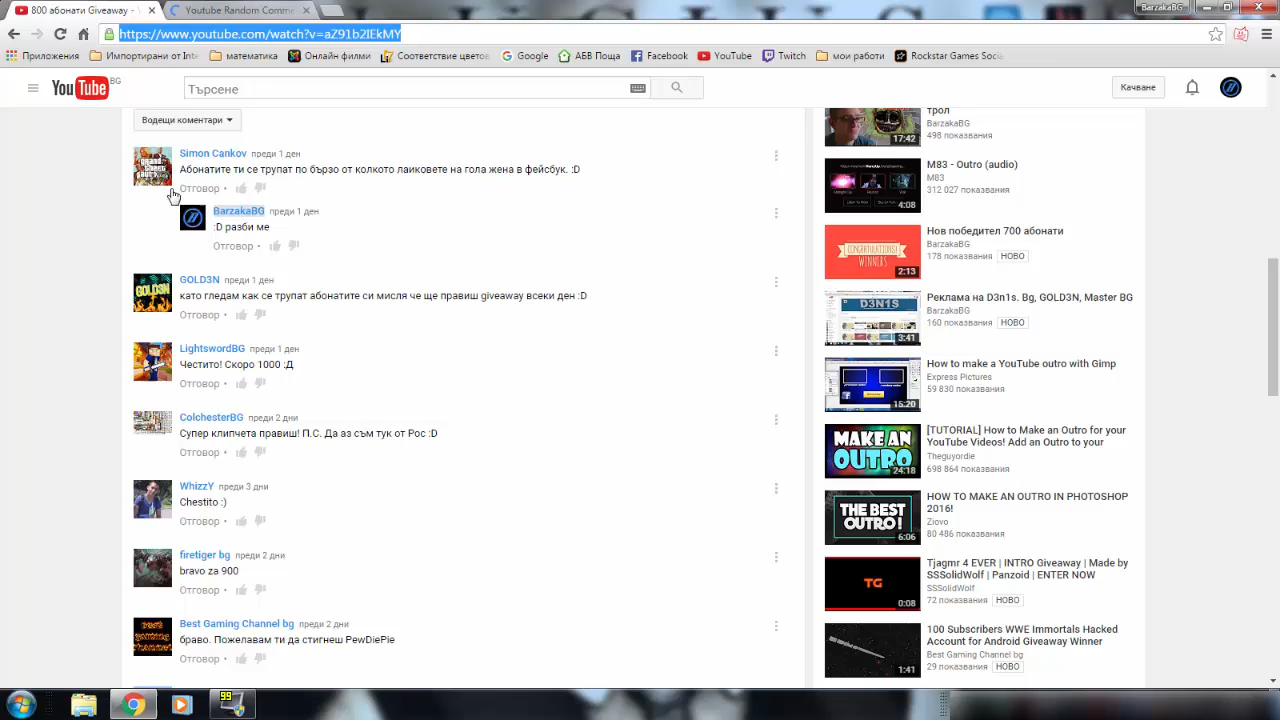 800 абонати Giveaway -
Youtube Random Comme
BarzakaBG
https://www.youtube.com/watch?v=aZ91b2IEkMY
Приложения
Импортирани от Inte
математика
Онлайн филми
Съответствие цветов
Google
АБВ Поща
Facebook
YouTube
Twitch
мои работи
Rockstar Games Socia
YouTube BG
Търсене
Качване
Водещи коментари
Simon Cankov преди 1 ден
Абонатите ти се трупат по бързо от колкото лайковете на гола жена в фейсбук. :D
Отговор •
BarzakaBG преди 1 ден
:D разби ме
Отговор •
GOLD3N преди 1 ден
като гледам как се трупат абонатите си мисля че ще правиш giveaway всеки ден :D
Отговор •
LightswordBG преди 1 ден
Честито! Скоро 1000 :Д
Отговор •
ColonizaterBG преди 2 дни
Супер клипчета правиш! П.С. Да аз съм тук от Рос :D
Отговор •
WhizzY преди 3 дни
Chestito :)
Отговор •
firetiger bg преди 2 дни
bravo za 900
Отговор •
Best Gaming Channel bg преди 2 дни
браво. Пожелавам ти да стигнеш PewDiePie
Отговор •
трол
BarzakaBG
498 показвания
17:42
M83 - Outro (audio)
M83
312 027 показвания
4:08
Нов победител 700 абонати
BarzakaBG
178 показвания НОВО
CONGRATULATIONS!
WINNERS
2:13
Реклама на D3n1s. Bg, GOLD3N, Master BG
BarzakaBG
160 показвания НОВО
D3N1S
3:41
How to make a YouTube outro with Gimp
Express Pictures
59 830 показвания
15:20
[TUTORIAL] How to Make an Outro for your
YouTube Videos! Add an Outro to your
Theguyordie
698 864 показвания
MAKE AN
OUTRO
24:18
HOW TO MAKE AN OUTRO IN PHOTOSHOP
2016!
Ziovo
80 486 показвания
THE BEST
OUTRO !
6:06
Tjagmr 4 EVER | INTRO Giveaway | Made by
SSSolidWolf | Panzoid | ENTER NOW
SSSolidWolf
72 показвания НОВО
TG
0:08
100 Subscribers WWE Immortals Hacked
Account for Android Giveaway Winner
Best Gaming Channel bg
29 показвания НОВО
1:41
99